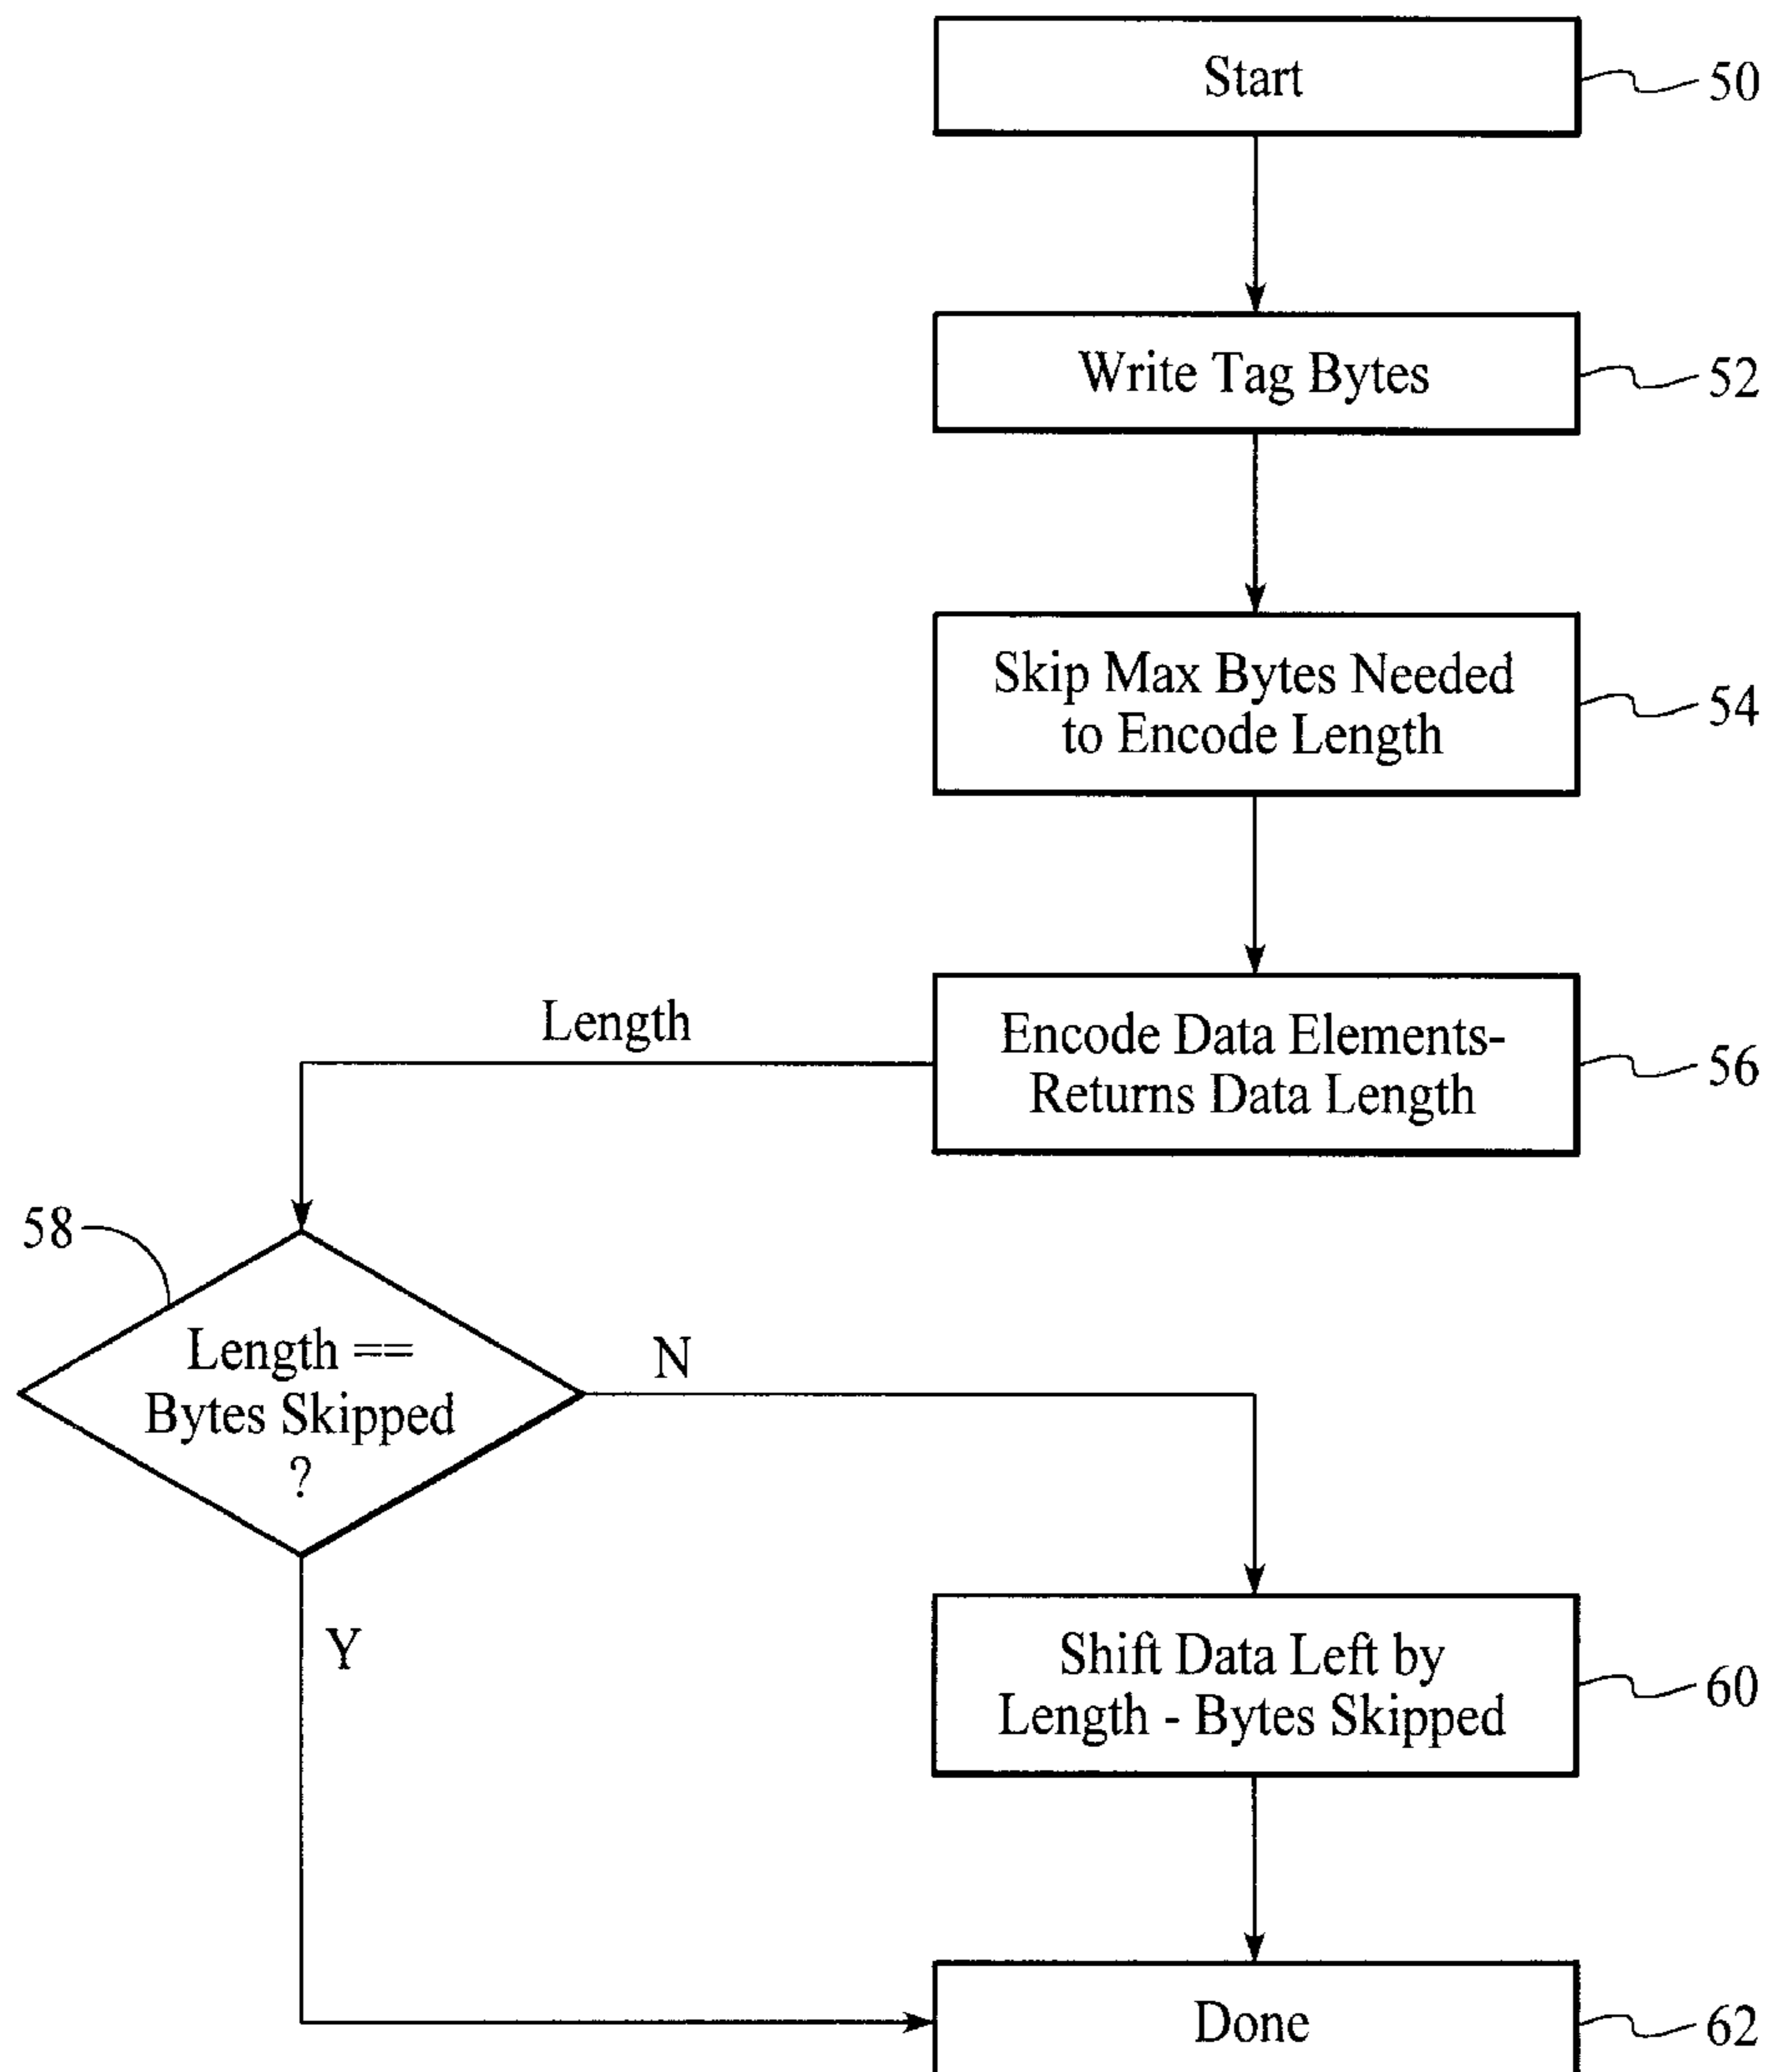 Start
50
Write Tag Bytes
52
Skip Max Bytes Needed
to Encode Length
54
Length
Encode Data Elements-
Returns Data Length
56
58
Length ==
Bytes Skipped
?
N
Y
Shift Data Left by
Length - Bytes Skipped
60
Done
62